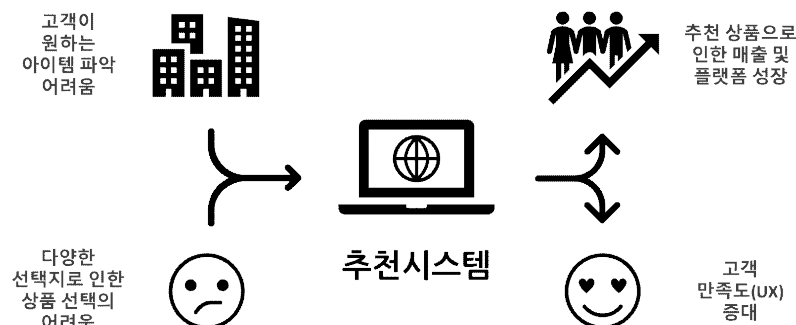 고객이
원하는
아이템 파악
어려움
추천 상품으로
인한 매출 및
플랫폼 성장
추천시스템
다양한
선택지로 인한
상품 선택의
어려움
고객
만족도(UX)
증대